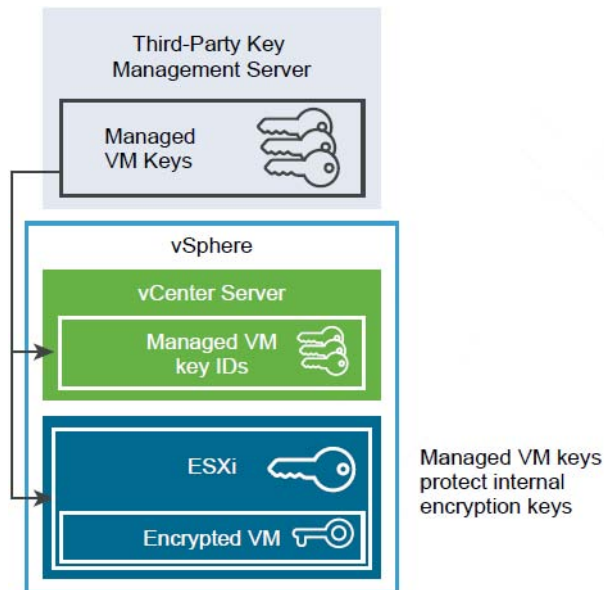 Third-Party Key
Management Server
Managed
VM Keys
vSphere
vCenter Server
Managed VM
key IDs
ESXi
Encrypted VM
Managed VM keys
protect internal
encryption keys